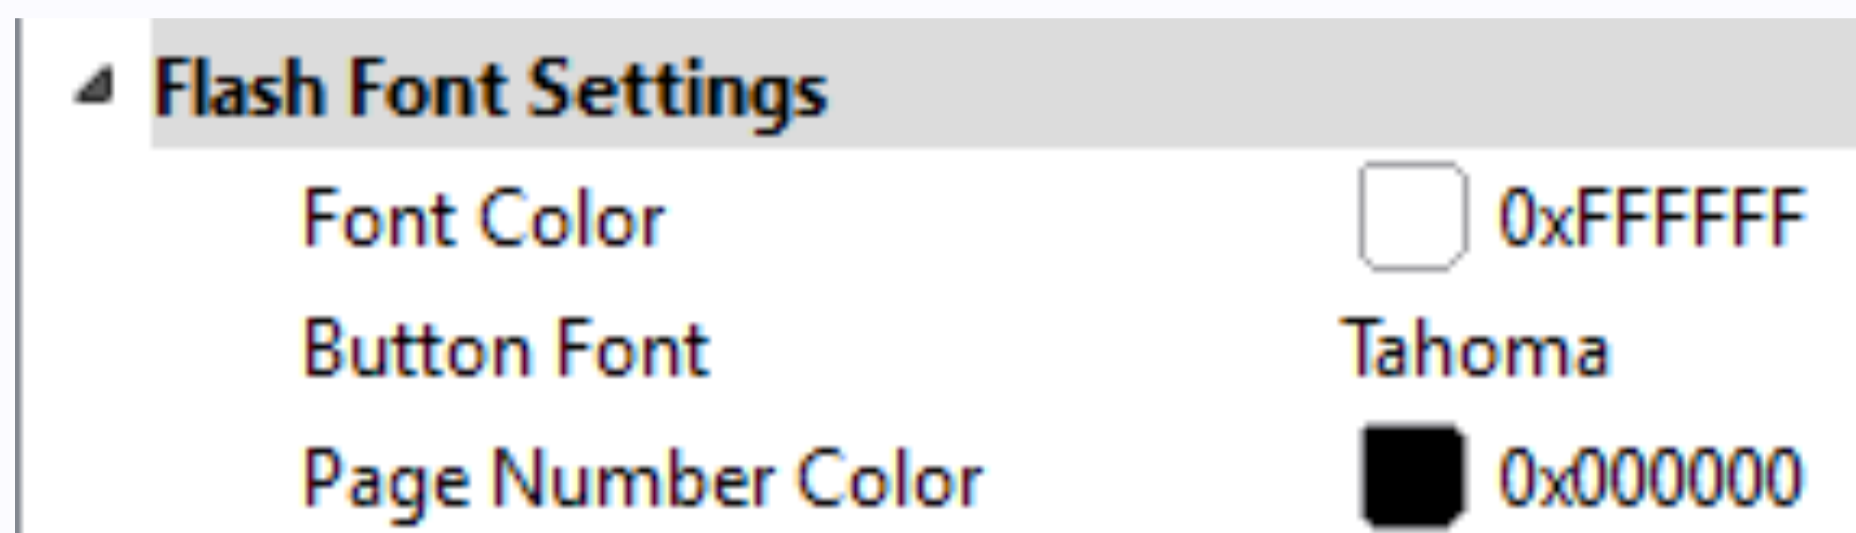 Flash Font Settings
Font Color 0xFFFFFF
Button Font Tahoma
Page Number Color 0x000000